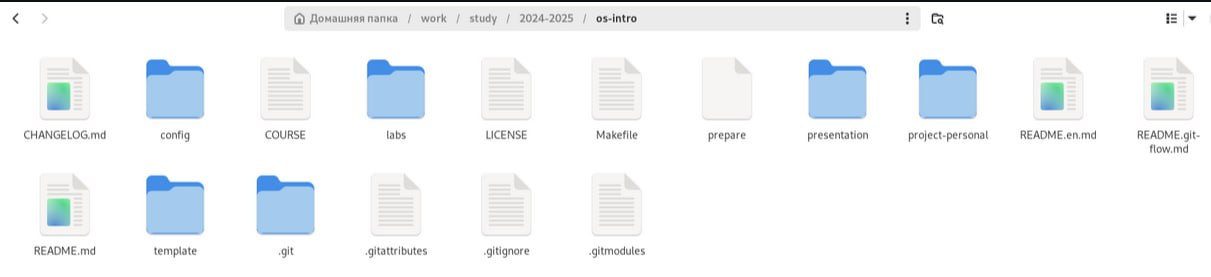 Домашняя папка / work / study / 2024-2025 / os-intro
CHANGELOG.md config COURSE labs LICENSE Makefile prepare presentation project-personal README.en.md README.git-
flow.md
README.md template .git .gitattributes .gitignore .gitmodules